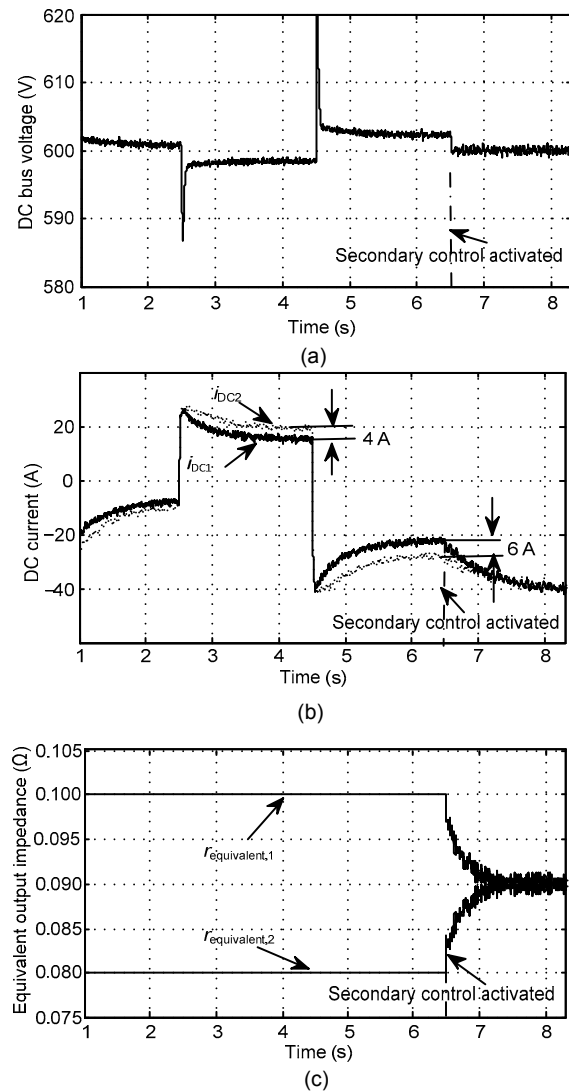 DC bus voltage (V)
620
610
600
590
580
Secondary control activated
1 2 3 4 5 6 7 8
Time (s)
(a)
DC current (A)
20
0
−20
−40
iDC2
iDC1
4 A
6 A
Secondary control activated
1 2 3 4 5 6 7 8
Time (s)
(b)
Equivalent output impedance (Ω)
0.105
0.100
0.095
0.090
0.085
0.080
0.075
requivalent,1
requivalent,2
Secondary control activated
1 2 3 4 5 6 7 8
Time (s)
(c)